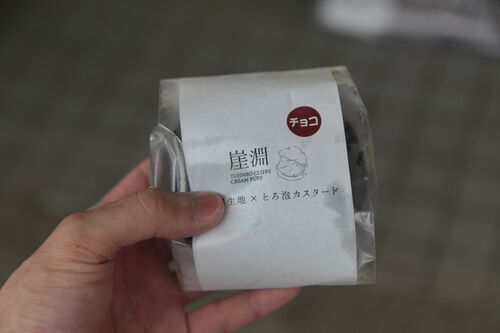 チョコ
崖淵
TOJINBO CLIFFS
CREAM PUFF
生地 × とろ泡カスタード